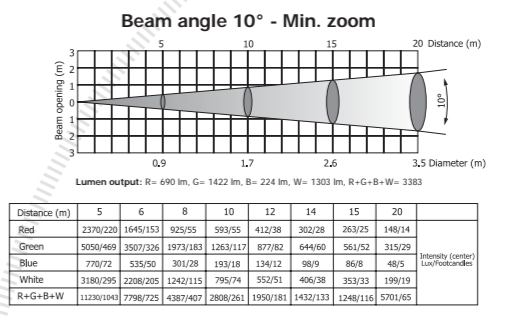 Beam angle 10° - Min. zoom
5 10 15 20 Distance (m)
Beam opening (m)
3
2
1
0
1
2
3
10°
0.9 1.7 2.6 3.5 Diameter (m)
Lumen output: R= 690 lm, G= 1422 lm, B= 224 lm, W= 1303 lm, R+G+B+W= 3383
Distance (m) 5 6 8 10 12 14 15 20
Red 2370/220 1645/153 925/55 593/55 412/38 302/28 263/25 148/14
Green 5050/469 3507/326 1973/183 1263/117 877/82 644/60 561/52 315/29
Blue 770/72 535/50 301/28 193/18 134/12 98/9 86/8 48/5
White 3180/295 2208/205 1242/115 795/74 552/51 406/38 353/33 199/19
R+G+B+W 11230/1043 7798/725 4387/407 2808/261 1950/181 1432/133 1248/116 5701/65
Intensity (center)
Lux/Footcandles